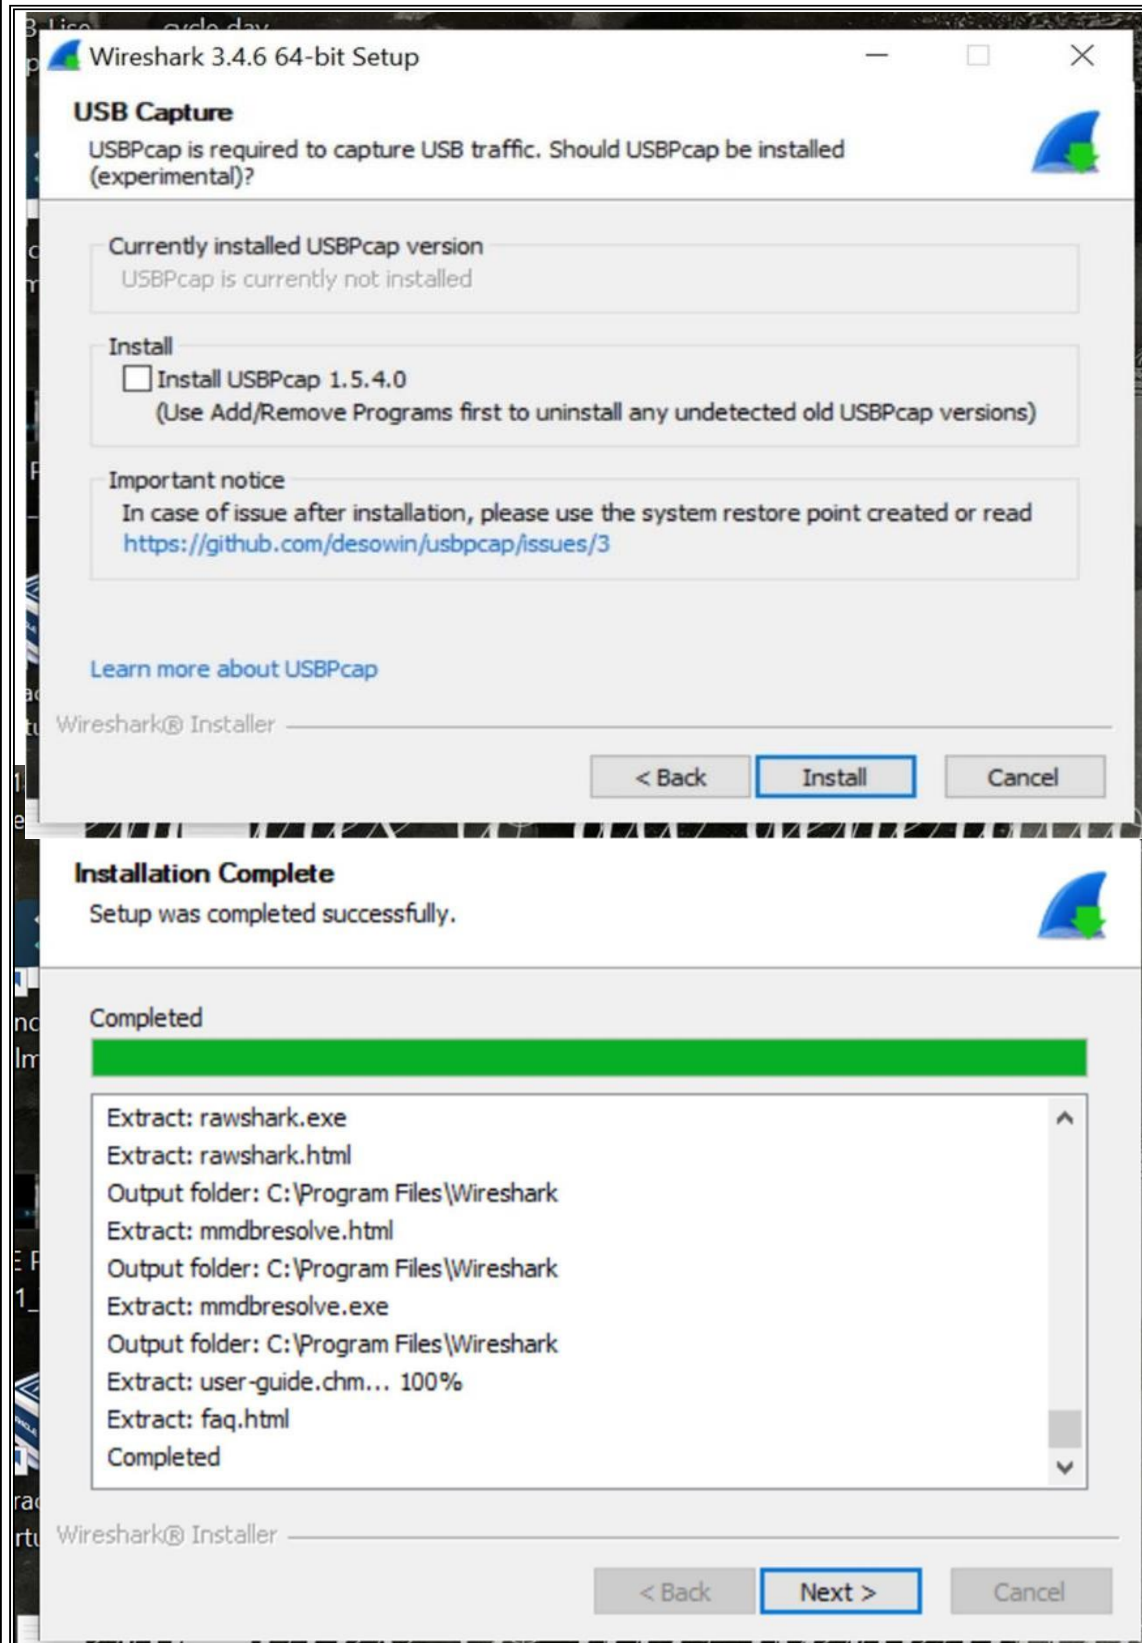 Wireshark 3.4.6 64-bit Setup
USB Capture
USBPcap is required to capture USB traffic. Should USBPcap be installed
(experimental)?
Currently installed USBPcap version
USBPcap is currently not installed
Install
Install USBPcap 1.5.4.0
(Use Add/Remove Programs first to uninstall any undetected old USBPcap versions)
Important notice
In case of issue after installation, please use the system restore point created or read
https://github.com/desowin/usbpcap/issues/3
Learn more about USBPcap
Wireshark® Installer
< Back Install Cancel
Installation Complete
Setup was completed successfully.
Completed
Extract: rawshark.exe
Extract: rawshark.html
Output folder: C:\Program Files\Wireshark
Extract: mmdbresolve.html
Output folder: C:\Program Files\Wireshark
Extract: mmdbresolve.exe
Output folder: C:\Program Files\Wireshark
Extract: user-guide.chm... 100%
Extract: faq.html
Completed
Wireshark® Installer
< Back Next > Cancel